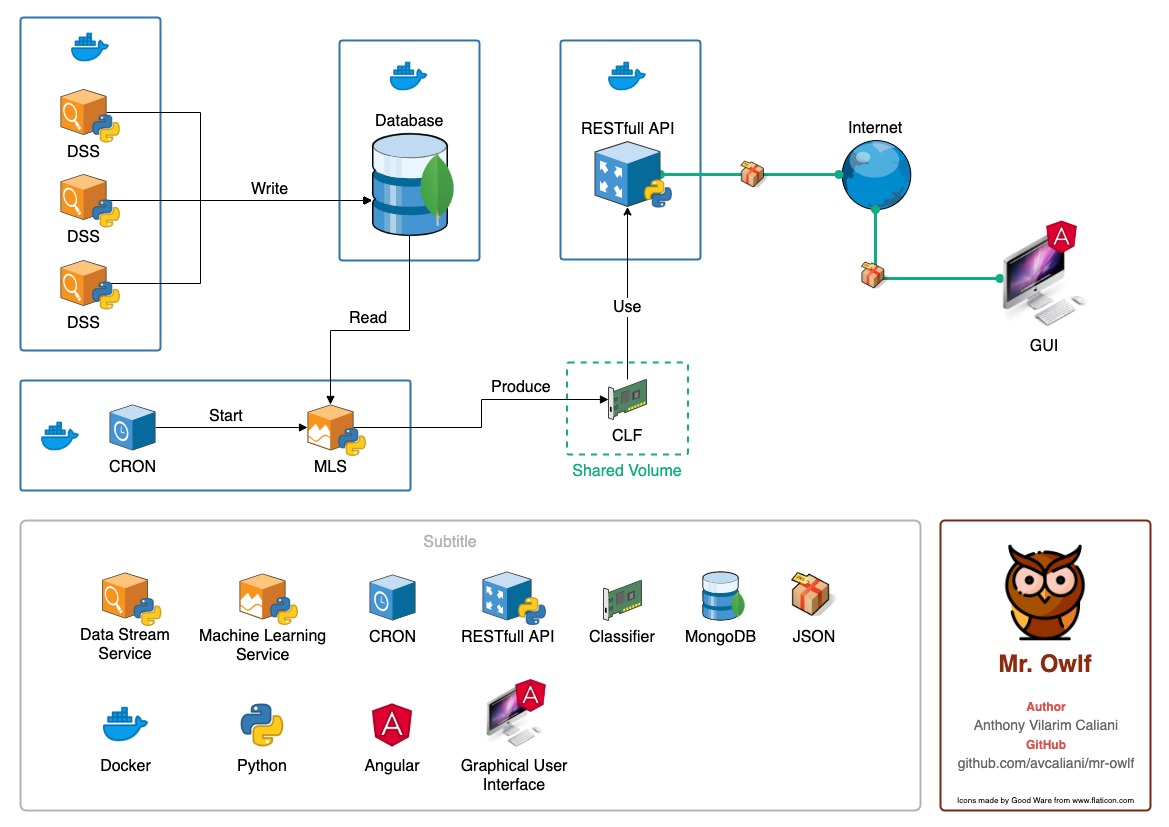 DSS
DSS
DSS
Write
Database
RESTfull API
Internet
GUI
Read
Use
CRON
Start
MLS
Produce
CLF
Shared Volume
Subtitle
Data Stream
Service
Machine Learning
Service
CRON
RESTfull API
Classifier
MongoDB
JSON
Docker
Python
Angular
Graphical User
Interface
Mr. Owlf
Author
Anthony Vilarim Caliani
GitHub
github.com/avcaliani/mr-owlf
Icons made by Good Ware from www.flaticon.com